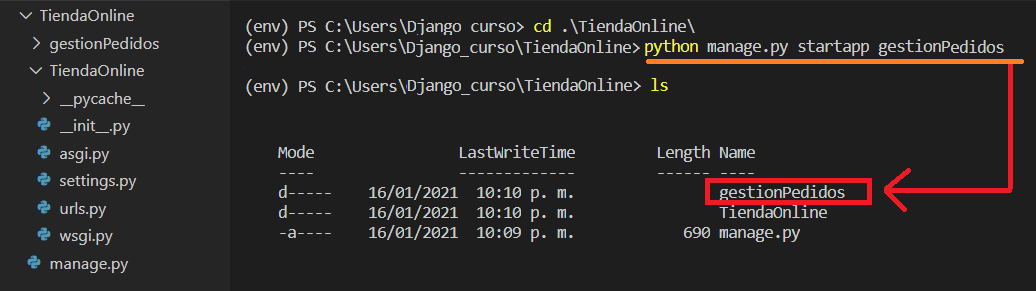 TiendaOnline
gestionPedidos
TiendaOnline
__pycache__
__init__.py
asgi.py
settings.py
urls.py
wsgi.py
manage.py
(env) PS C:\Users\Django curso> cd .\TiendaOnline\
(env) PS C:\Users\Django_curso\TiendaOnline> python manage.py startapp gestionPedidos
(env) PS C:\Users\Django_curso\TiendaOnline> ls
Mode LastWriteTime Length Name
---- ------------- ------ ----
d----- 16/01/2021 10:10 p. m. gestionPedidos
d----- 16/01/2021 10:10 p. m. TiendaOnline
-a---- 16/01/2021 10:09 p. m. 690 manage.py